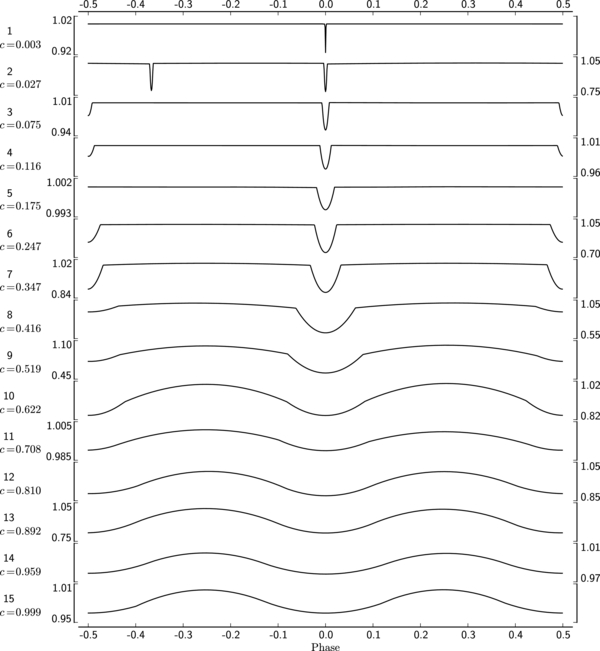 -0.5 -0.4 -0.3 -0.2 -0.1 0.0 0.1 0.2 0.3 0.4 0.5
1.02
1
c = 0.003
0.92
1.05
2
c = 0.027
0.75
1.01
3
c = 0.075
0.94
1.01
4
c = 0.116
0.96
1.002
5
c = 0.175
0.993
1.05
6
c = 0.247
0.70
1.02
7
c = 0.347
0.84
1.05
8
c = 0.416
0.55
1.10
9
c = 0.519
0.45
1.02
10
c = 0.622
0.82
1.005
11
c = 0.708
0.985
1.05
12
c = 0.810
0.85
1.05
13
c = 0.892
0.75
1.01
14
c = 0.959
0.97
1.01
15
c = 0.999
0.95
-0.5 -0.4 -0.3 -0.2 -0.1 0.0 0.1 0.2 0.3 0.4 0.5
Phase